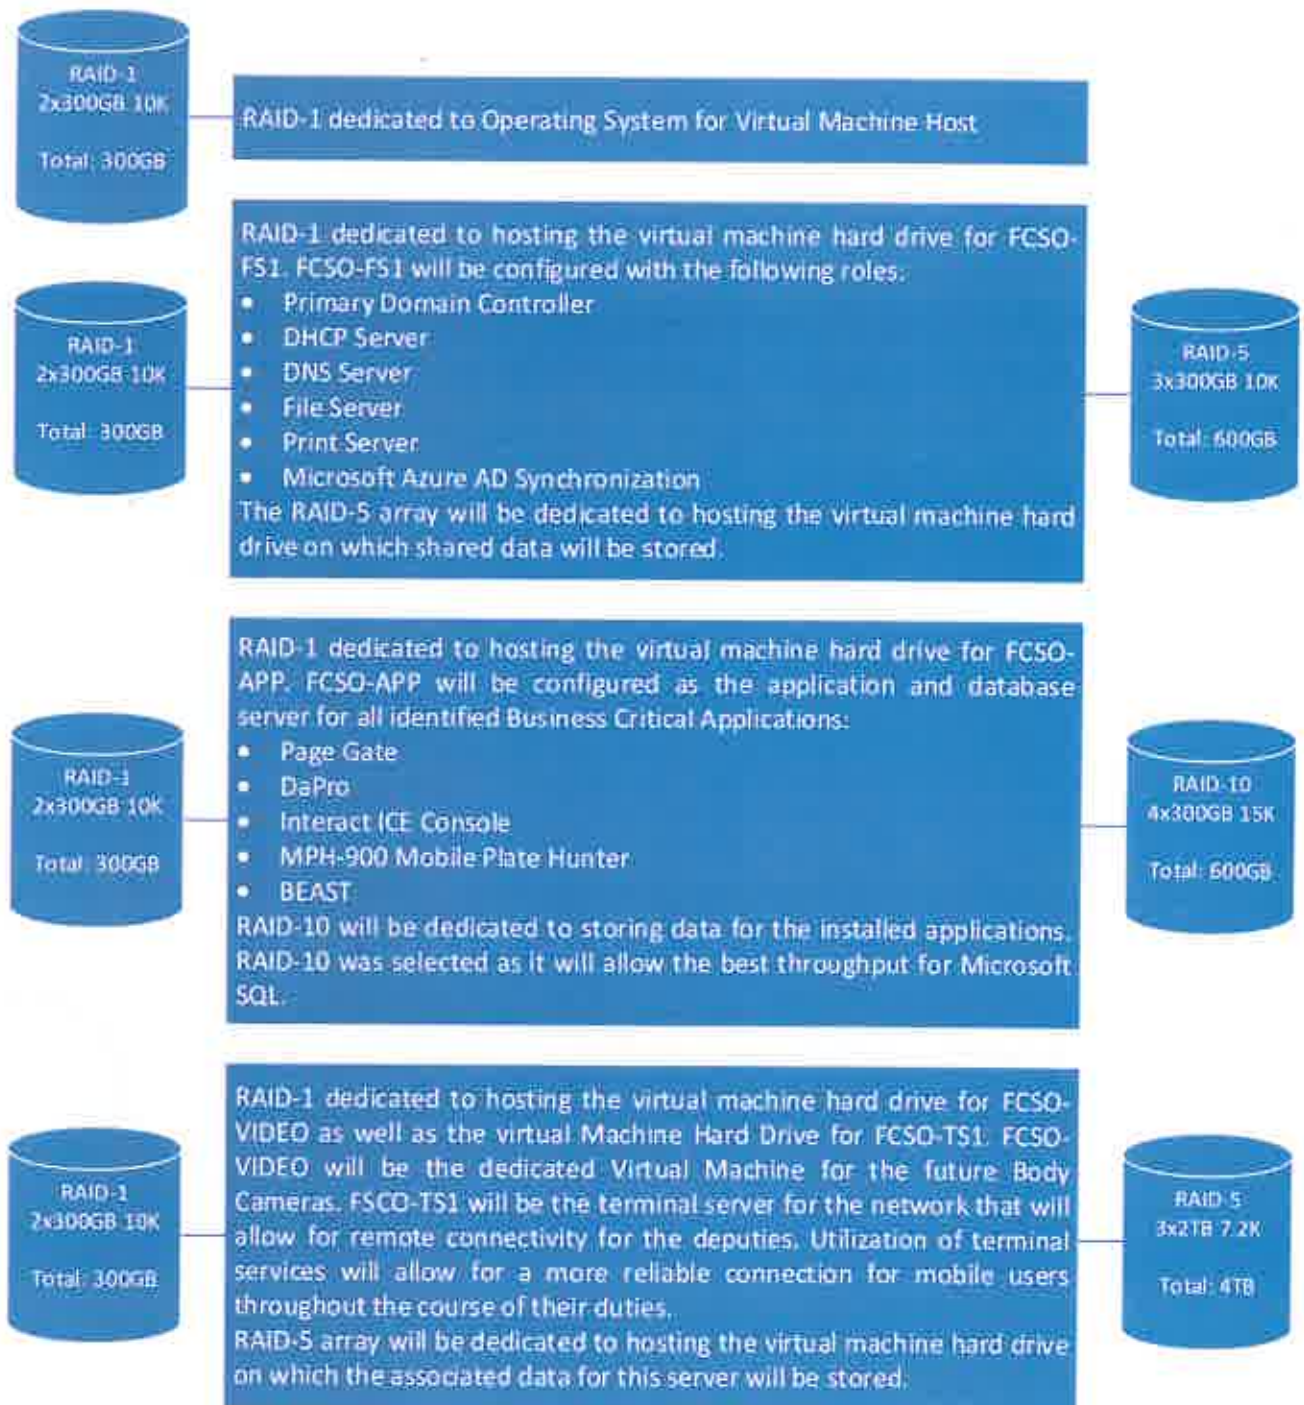 RAID-1
2x300GB 10K
Total: 300GB
RAID-1 dedicated to Operating System for Virtual Machine Host
RAID-1
2x300GB 10K
Total: 300GB
RAID-1 dedicated to hosting the virtual machine hard drive for FCSO-
FS1. FCSO-FS1 will be configured with the following roles:
• Primary Domain Controller
• DHCP Server
• DNS Server
• File Server
• Print Server
• Microsoft Azure AD Synchronization
The RAID-5 array will be dedicated to hosting the virtual machine hard
drive on which shared data will be stored.
RAID-5
3x300GB 10K
Total: 600GB
RAID-1
2x300GB 10K
Total: 300GB
RAID-1 dedicated to hosting the virtual machine hard drive for FCSO-
APP. FCSO-APP will be configured as the application and database
server for all identified Business Critical Applications:
• Page Gate
• DaPro
• Interact ICE Console
• MPH-900 Mobile Plate Hunter
• BEAST
RAID-10 will be dedicated to storing data for the installed applications.
RAID-10 was selected as it will allow the best throughput for Microsoft
SQL.
RAID-10
4x300GB 15K
Total: 600GB
RAID-1
2x300GB 10K
Total: 300GB
RAID-1 dedicated to hosting the virtual machine hard drive for FCSO-
VIDEO as well as the virtual Machine Hard Drive for FCSO-TS1. FCSO-
VIDEO will be the dedicated Virtual Machine for the future Body
Cameras. FSCO-TS1 will be the terminal server for the network that will
allow for remote connectivity for the deputies. Utilization of terminal
services will allow for a more reliable connection for mobile users
throughout the course of their duties.
RAID-5 array will be dedicated to hosting the virtual machine hard drive
on which the associated data for this server will be stored.
RAID-5
3x2TB 7.2K
Total: 4TB